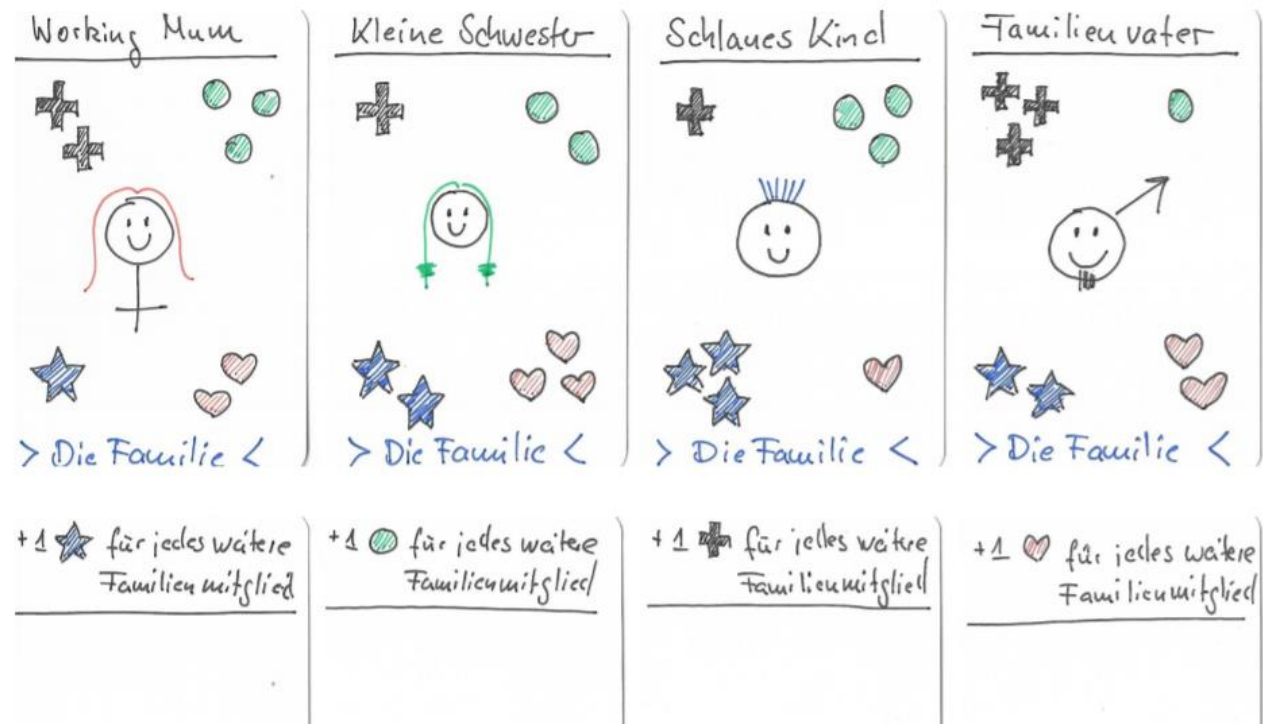 Working Mum
Kleine Schwester
Schlaues Kind
Familienvater
> Die Familie <
> Die Familie <
> Die Familie <
> Die Familie <
+1 für jedes weitere
Familienmitglied
+1 für jedes weitere
Familienmitglied
+1 für jedes weitere
Familienmitglied
+1 für jedes weitere
Familienmitglied